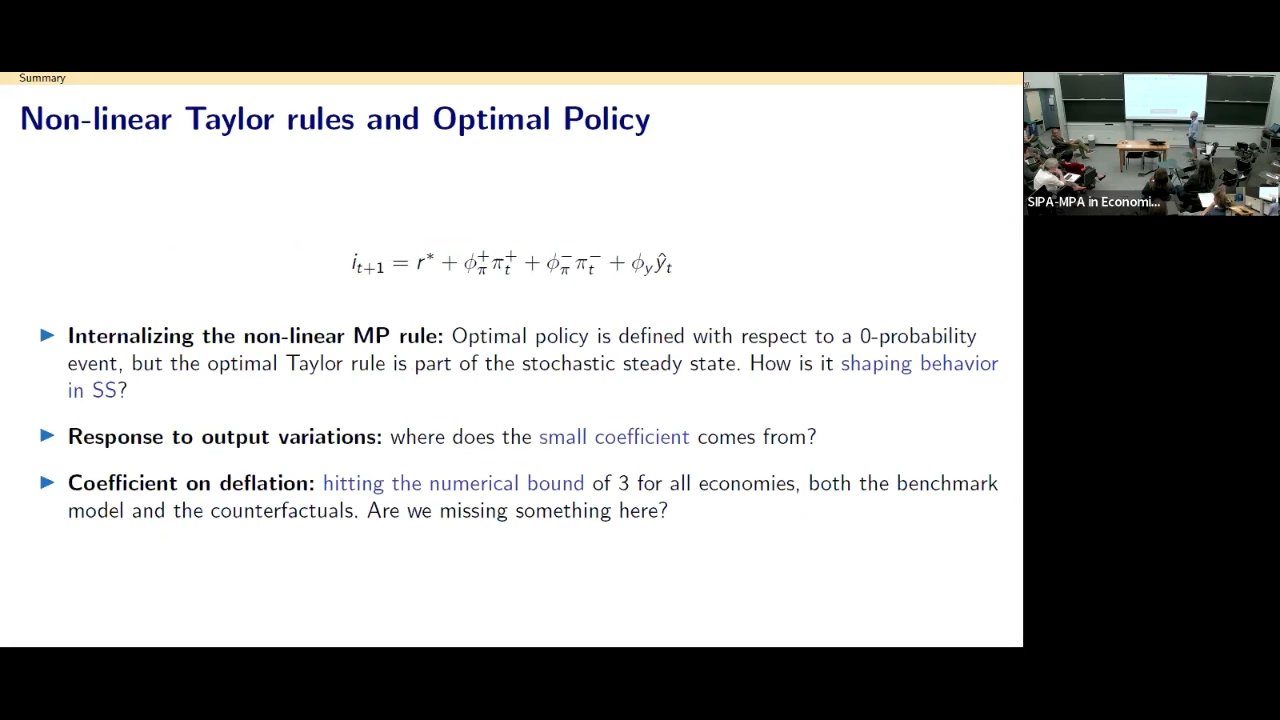 Summary
Non-linear Taylor rules and Optimal Policy
i_{t+1} = r^* + ϕ_π^+ π_t^+ + ϕ_π^- π_t^- + ϕ_y ŷ_t
Internalizing the non-linear MP rule: Optimal policy is defined with respect to a 0-probability
event, but the optimal Taylor rule is part of the stochastic steady state. How is it shaping behavior
in SS?
Response to output variations: where does the small coefficient comes from?
Coefficient on deflation: hitting the numerical bound of 3 for all economies, both the benchmark
model and the counterfactuals. Are we missing something here?
SIPA-MPA in Economi...